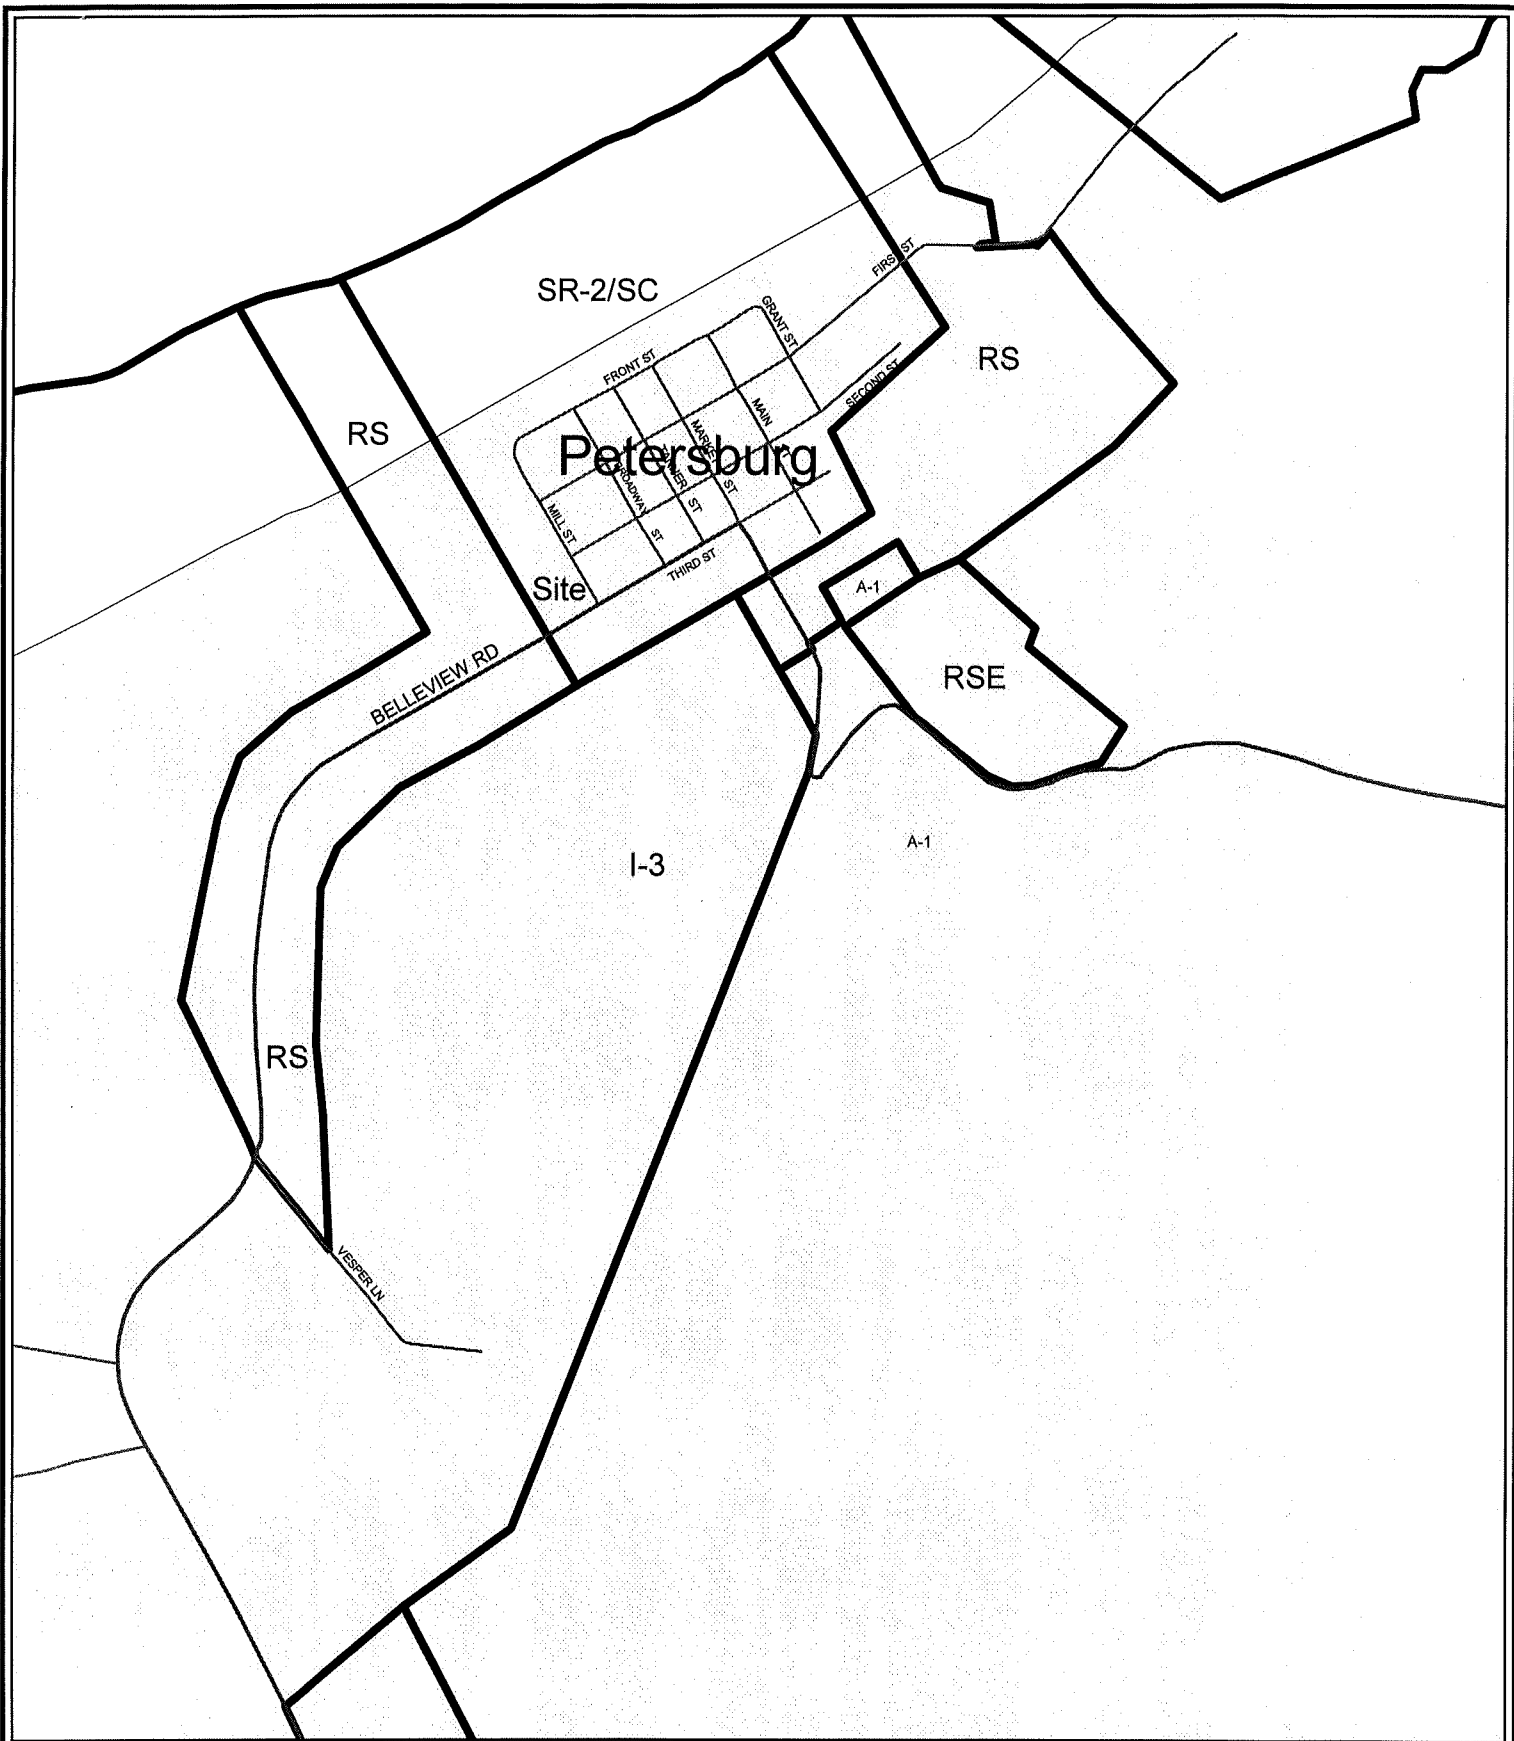 FIRST ST
SR-2/SC
GRANT ST
RS
FRONT ST
SECOND ST
RS
MAIN
Petersburg
MARKET ST
BROADWAY ST
MILL ST
THIRD ST
Site
A-1
BELLEVIEW RD
RSE
A-1
I-3
RS
VESPER LN